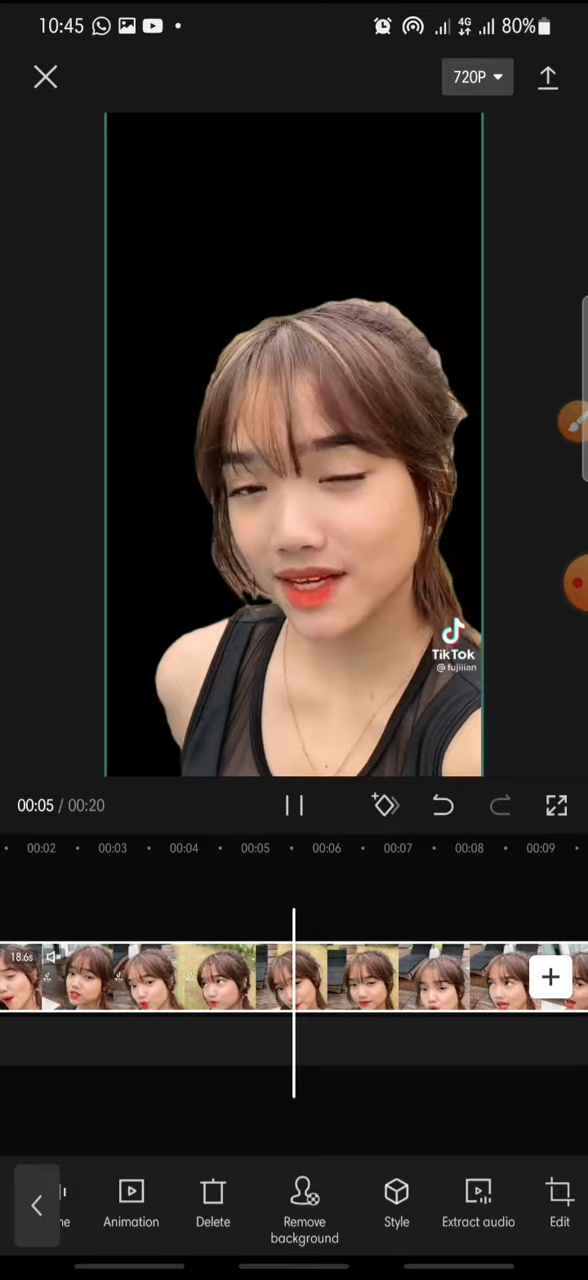 10:45 4G 80%
720P
TikTok
@fujiiian
00:05 / 00:20
00:02 00:03 00:04 00:05 00:06 00:07 00:08 00:09
18.6s
Animation Delete Remove background Style Extract audio Edit